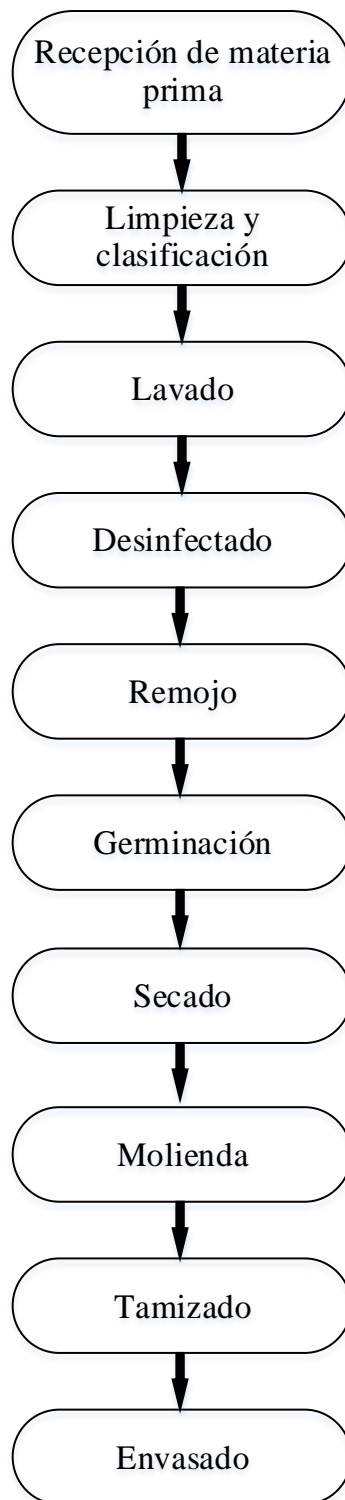 Recepción de materia
prima
Limpieza y
clasificación
Lavado
Desinfectado
Remojo
Germinación
Secado
Molienda
Tamizado
Envasado